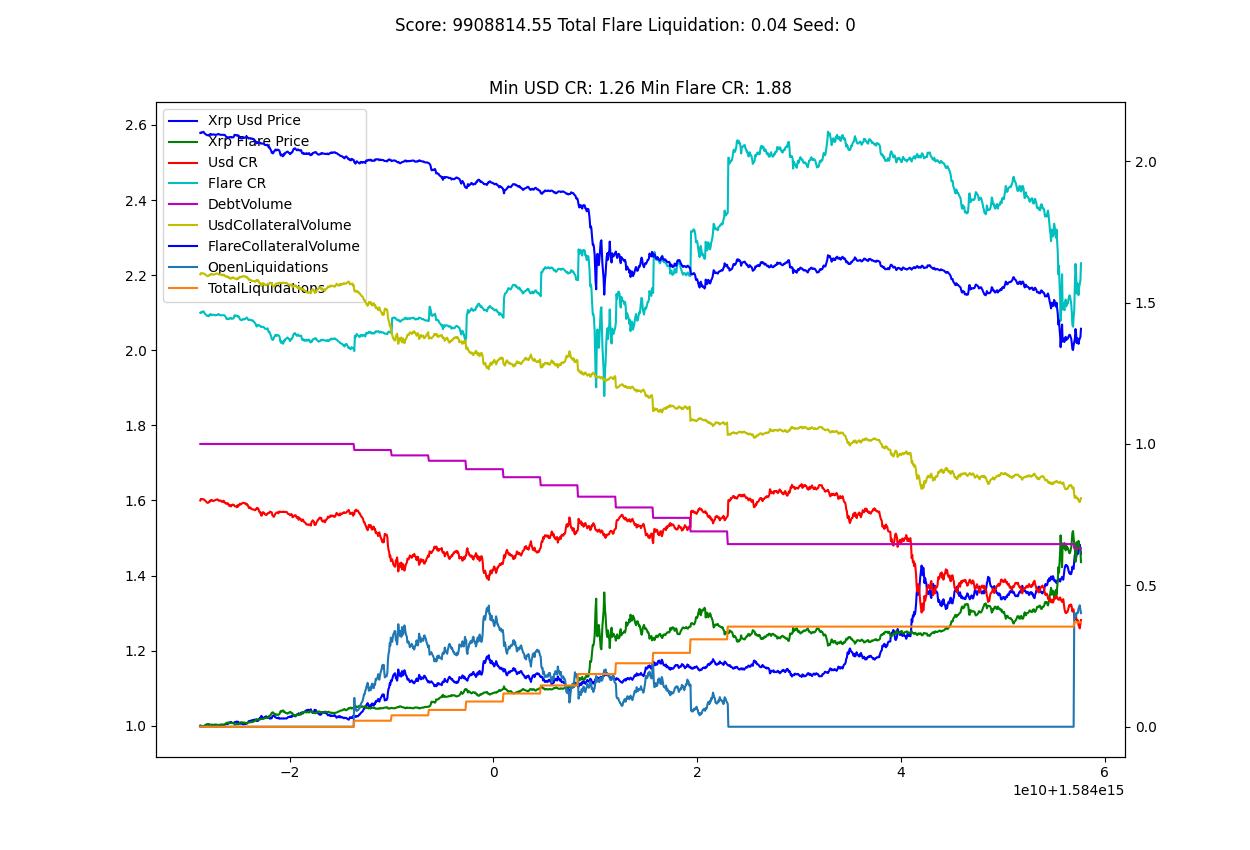 Score: 9908814.55 Total Flare Liquidation: 0.04 Seed: 0
Min USD CR: 1.26 Min Flare CR: 1.88
Xrp Usd Price
Xrp Flare Price
Usd CR
Flare CR
DebtVolume
UsdCollateralVolume
FlareCollateralVolume
OpenLiquidations
TotalLiquidations
2.6
2.4
2.2
2.0
1.8
1.6
1.4
1.2
1.0
2.0
1.5
1.0
0.5
0.0
−2
0
2
4
6
1e10+1.584e15